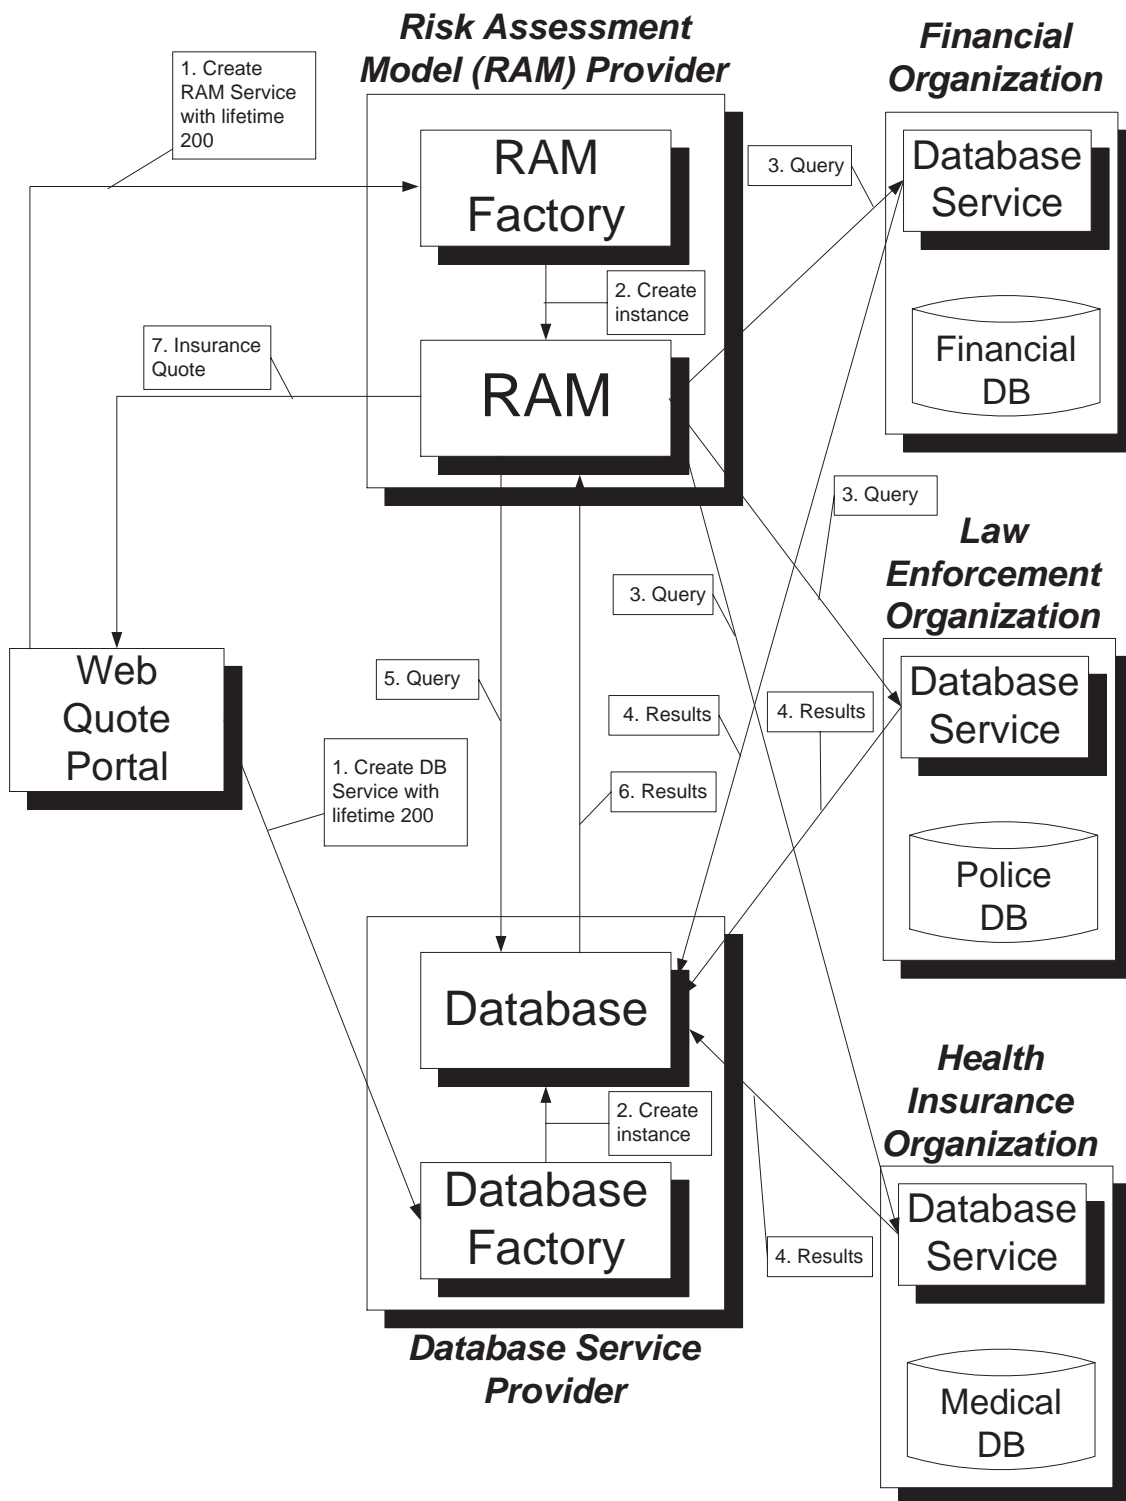 Risk Assessment
Model (RAM) Provider
Financial
Organization
1. Create
RAM Service
with lifetime
200
RAM
Factory
3. Query
Database
Service
2. Create
instance
7. Insurance
Quote
RAM
Financial
DB
3. Query
Law
Enforcement
Organization
3. Query
Web
Quote
Portal
5. Query
4. Results
4. Results
Database
Service
1. Create DB
Service with
lifetime 200
6. Results
Police
DB
Database
Health
Insurance
Organization
2. Create
instance
Database
Factory
4. Results
Database
Service
Database Service
Provider
Medical
DB